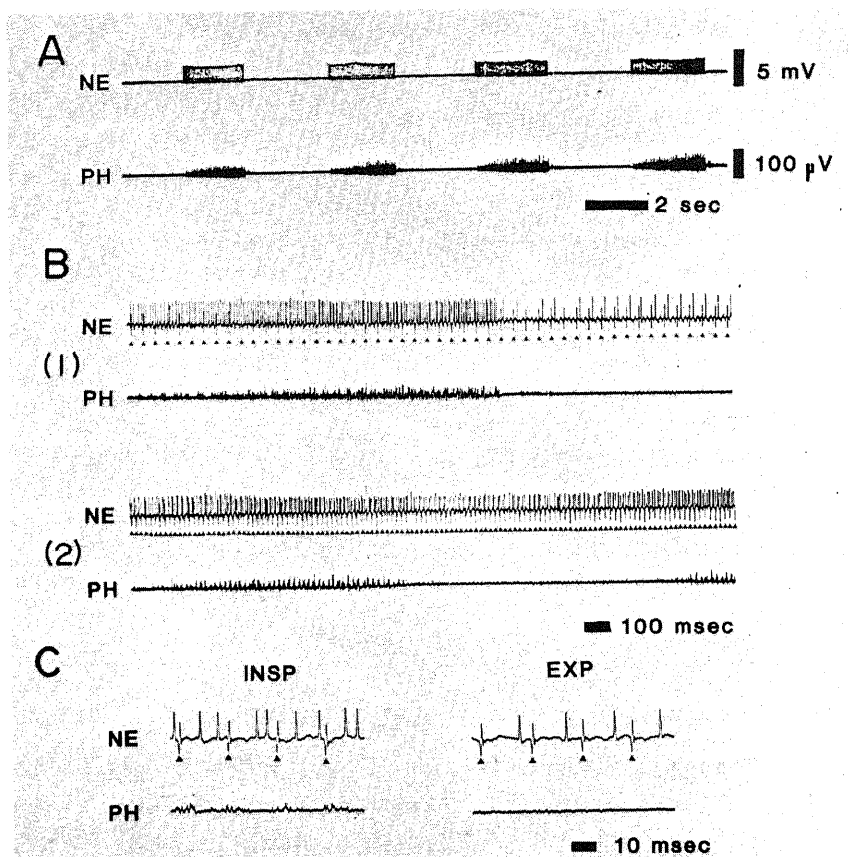 A
NE
5 mV
PH
100 μV
2 sec
B
NE
(1)
PH
NE
(2)
PH
100 msec
C
INSP
EXP
NE
PH
10 msec